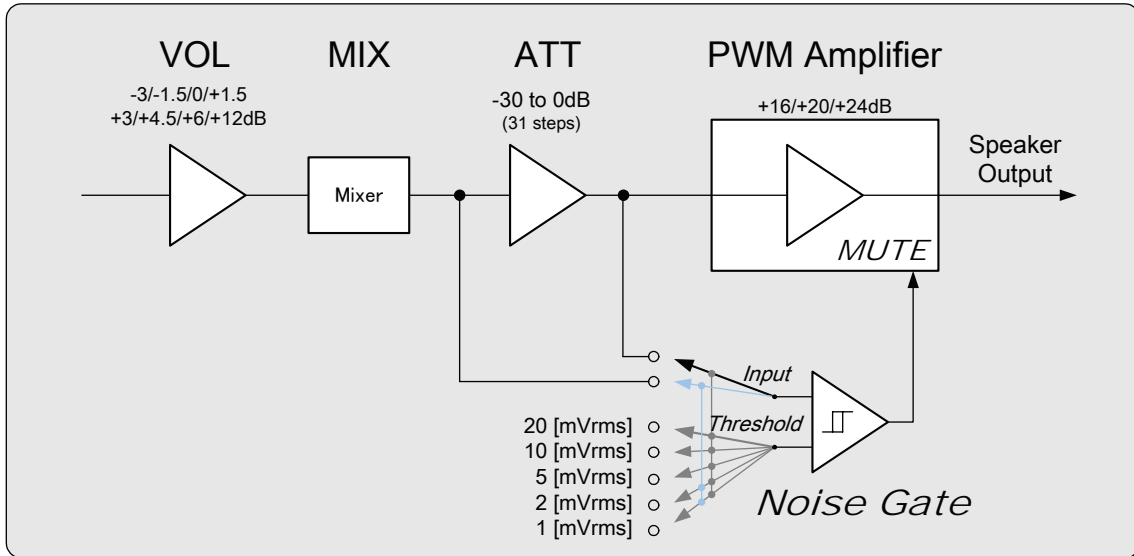 VOL
MIX
ATT
PWM Amplifier
-3/-1.5/0/+1.5
+3/+4.5/+6/+12dB
-30 to 0dB
(31 steps)
+16/+20/+24dB
Mixer
Speaker
Output
MUTE
Input
Threshold
20 [mVrms]
10 [mVrms]
5 [mVrms]
2 [mVrms]
1 [mVrms]
Noise Gate